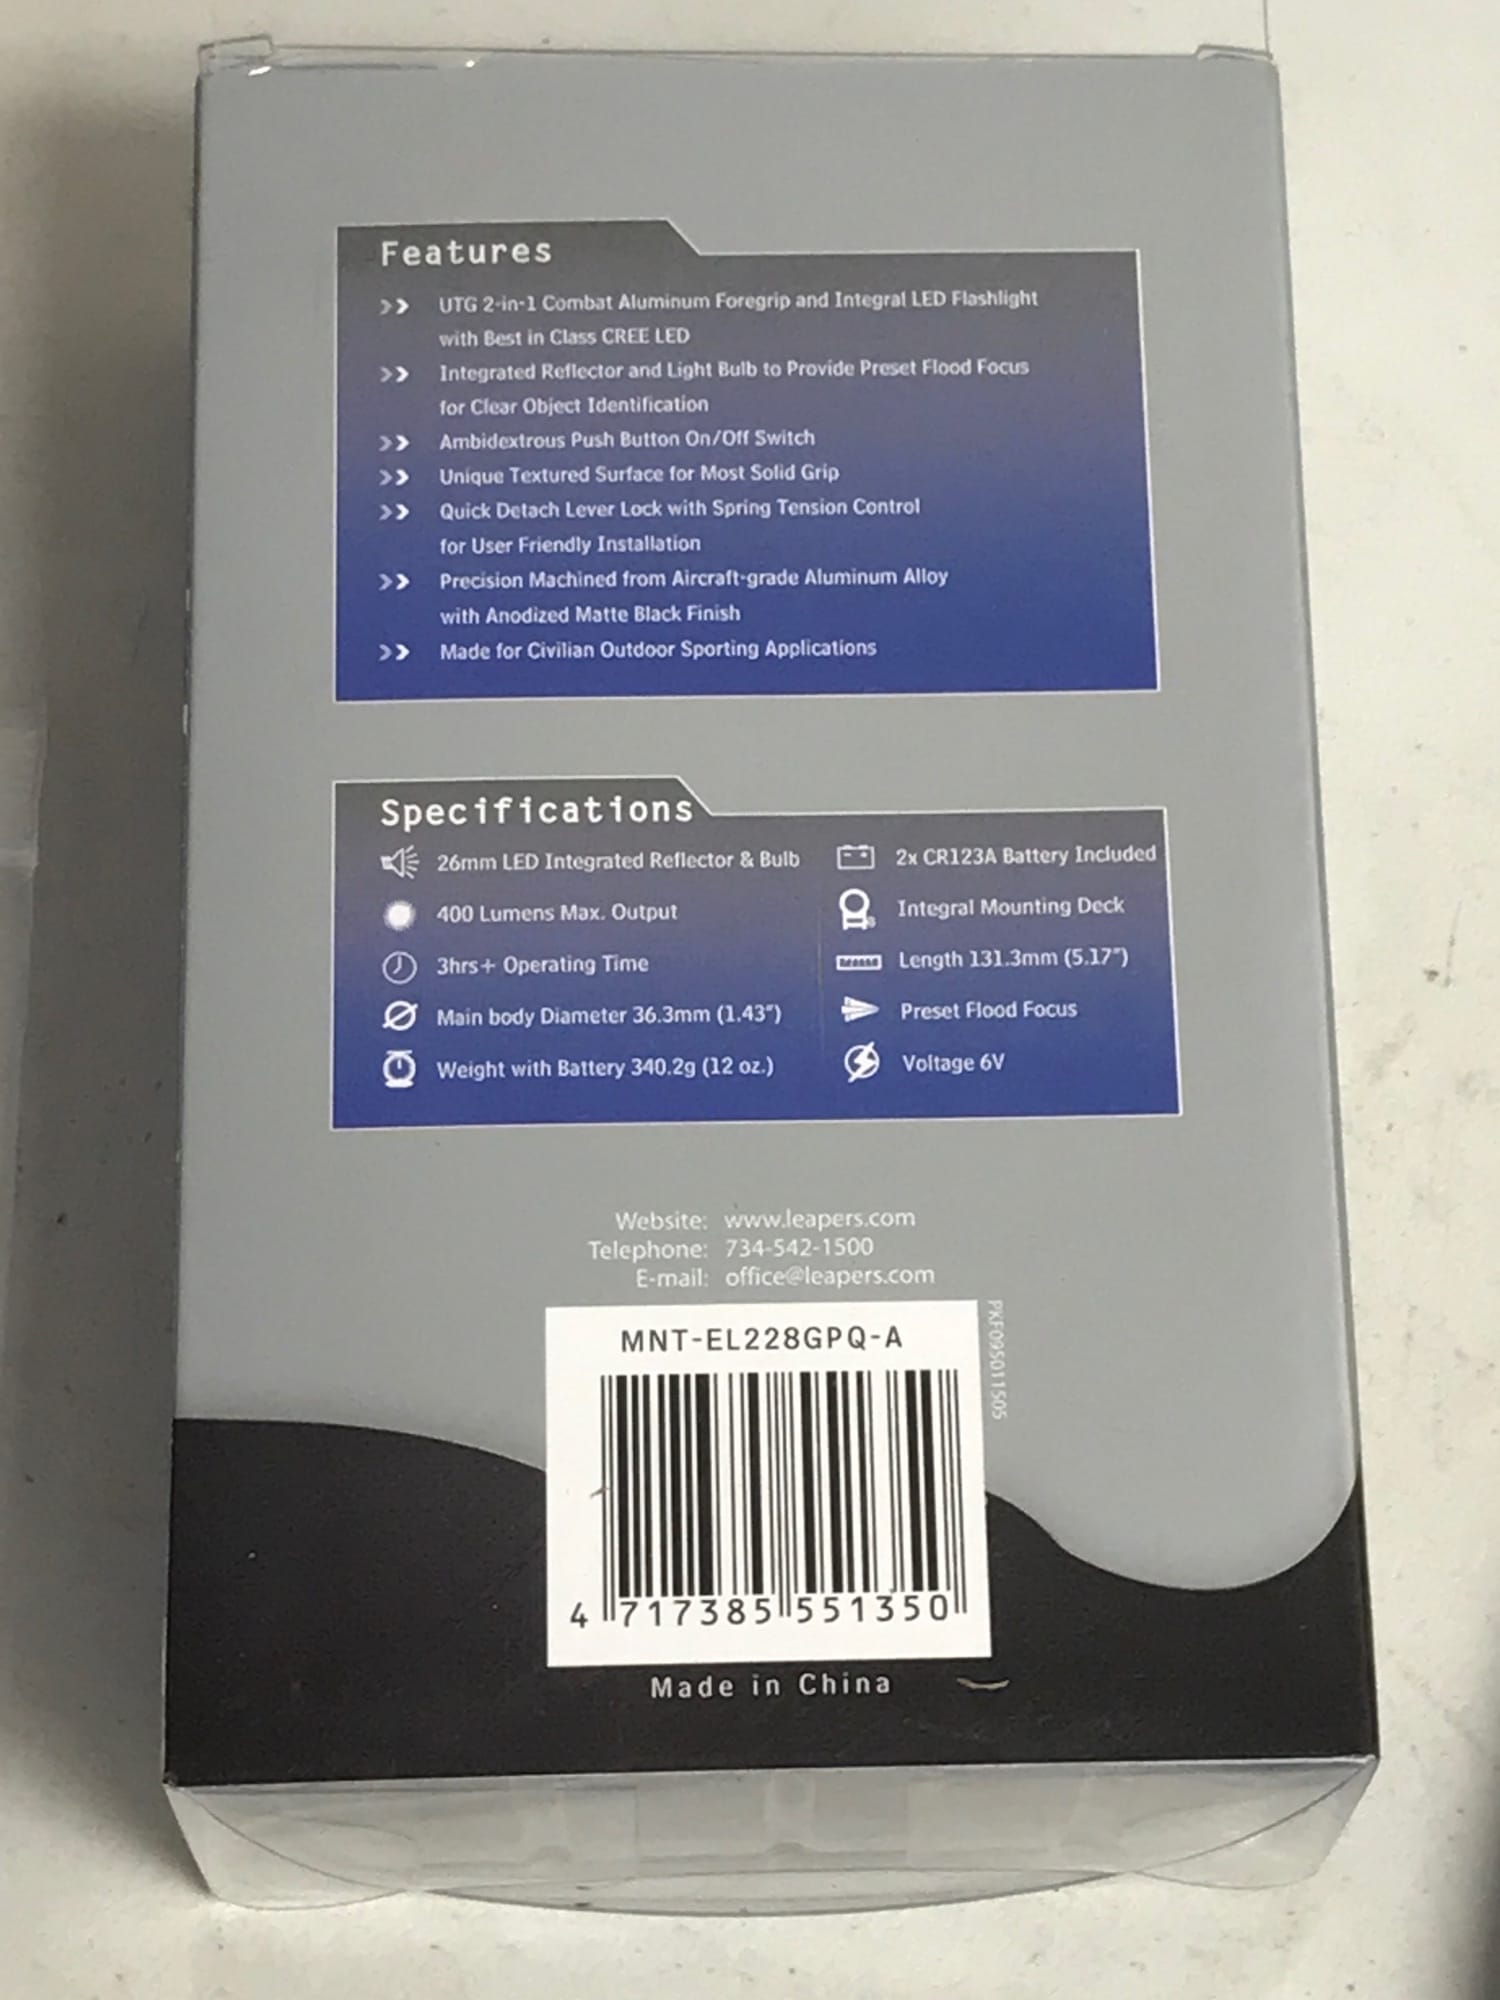 Features
UTG 2-in-1 Combat Aluminum Foregrip and Integral LED Flashlight
with Best in Class CREE LED
Integrated Reflector and Light Bulb to Provide Preset Flood Focus
for Clear Object Identification
Ambidextrous Push Button On/Off Switch
Unique Textured Surface for Most Solid Grip
Quick Detach Lever Lock with Spring Tension Control
for User Friendly Installation
Precision Machined from Aircraft-grade Aluminum Alloy
with Anodized Matte Black Finish
Made for Civilian Outdoor Sporting Applications
Specifications
26mm LED Integrated Reflector & Bulb
400 Lumens Max. Output
3hrs+ Operating Time
Main body Diameter 36.3mm (1.43")
Weight with Battery 340.2g (12 oz.)
2x CR123A Battery Included
Integral Mounting Deck
Length 131.3mm (5.17")
Preset Flood Focus
Voltage 6V
Website: www.leapers.com
Telephone: 734-542-1500
E-mail: office@leapers.com
MNT-EL228GPQ-A
PKF095011505
4 717385 551350
Made in China